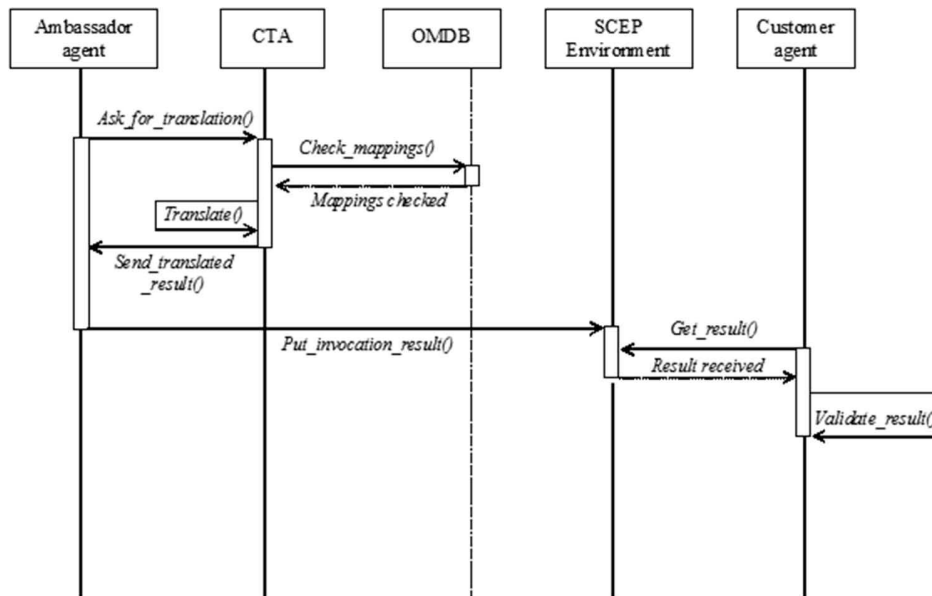 Ambassador
agent
CTA
OMDB
SCEP
Environment
Customer
agent
Ask_for_translation()
Check_mappings()
Mappings checked
Translate()
Send_translated
_result()
Put_invocation_result()
Get_result()
Result received
Validate_result()